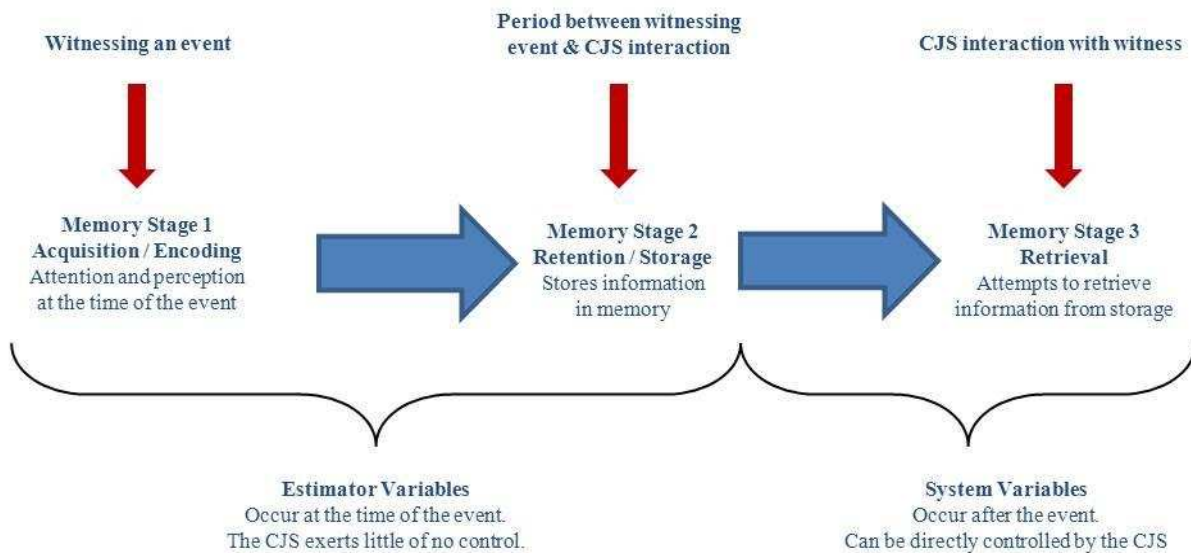 Witnessing an event
Period between witnessing
event & CJS interaction
CJS interaction with witness
Memory Stage 1
Acquisition / Encoding
Attention and perception
at the time of the event
Memory Stage 2
Retention / Storage
Stores information
in memory
Memory Stage 3
Retrieval
Attempts to retrieve
information from storage
Estimator Variables
Occur at the time of the event.
The CJS exerts little of no control.
System Variables
Occur after the event.
Can be directly controlled by the CJS